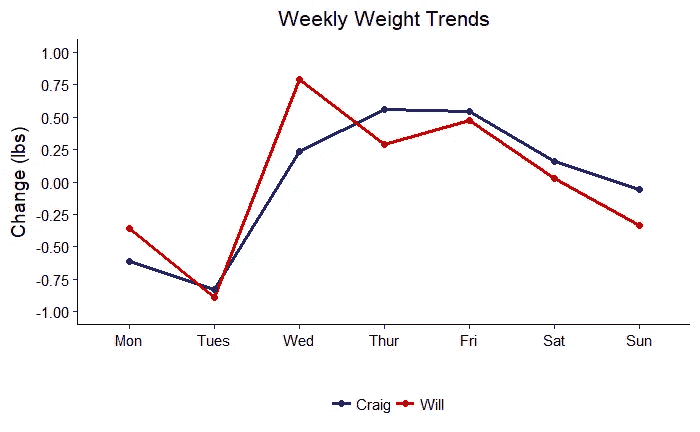 Weekly Weight Trends
Change (lbs)
1.00
0.75
0.50
0.25
0.00
-0.25
-0.50
-0.75
-1.00
Mon Tues Wed Thur Fri Sat Sun
Craig Will